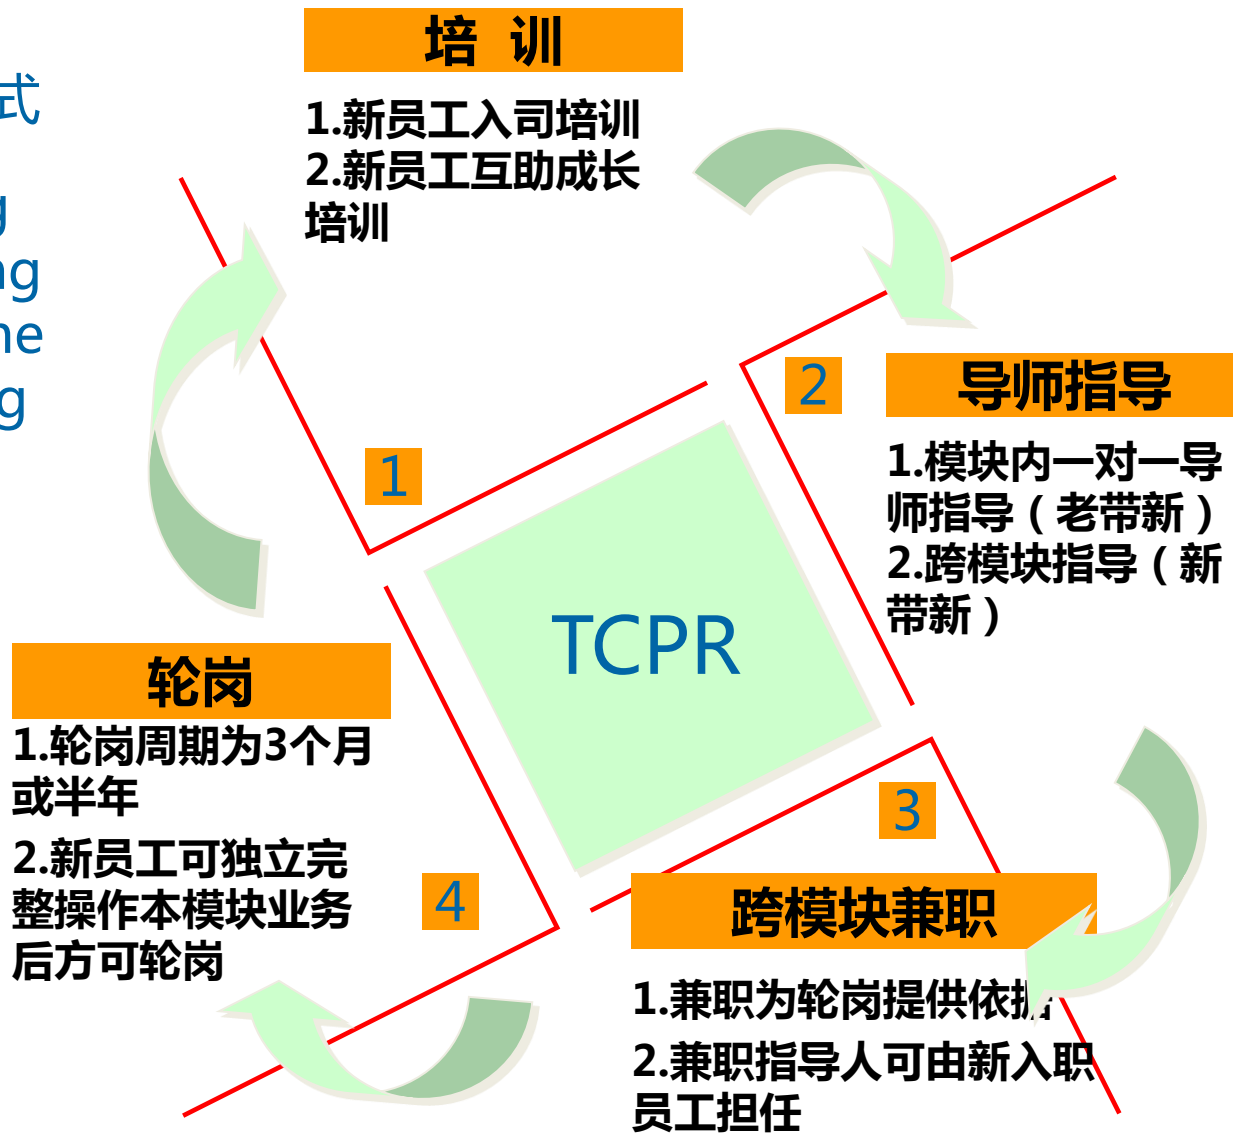 培 训
1.新员工入司培训
2.新员工互助成长
培训
式
g
ng
ne
g
1
2
导师指导
1.模块内一对一导
师指导（老带新）
2.跨模块指导（新
带新）
TCPR
轮岗
1.轮岗周期为3个月
或半年
2.新员工可独立完
整操作本模块业务
后方可轮岗
3
4
跨模块兼职
1.兼职为轮岗提供依据
2.兼职指导人可由新入职
员工担任